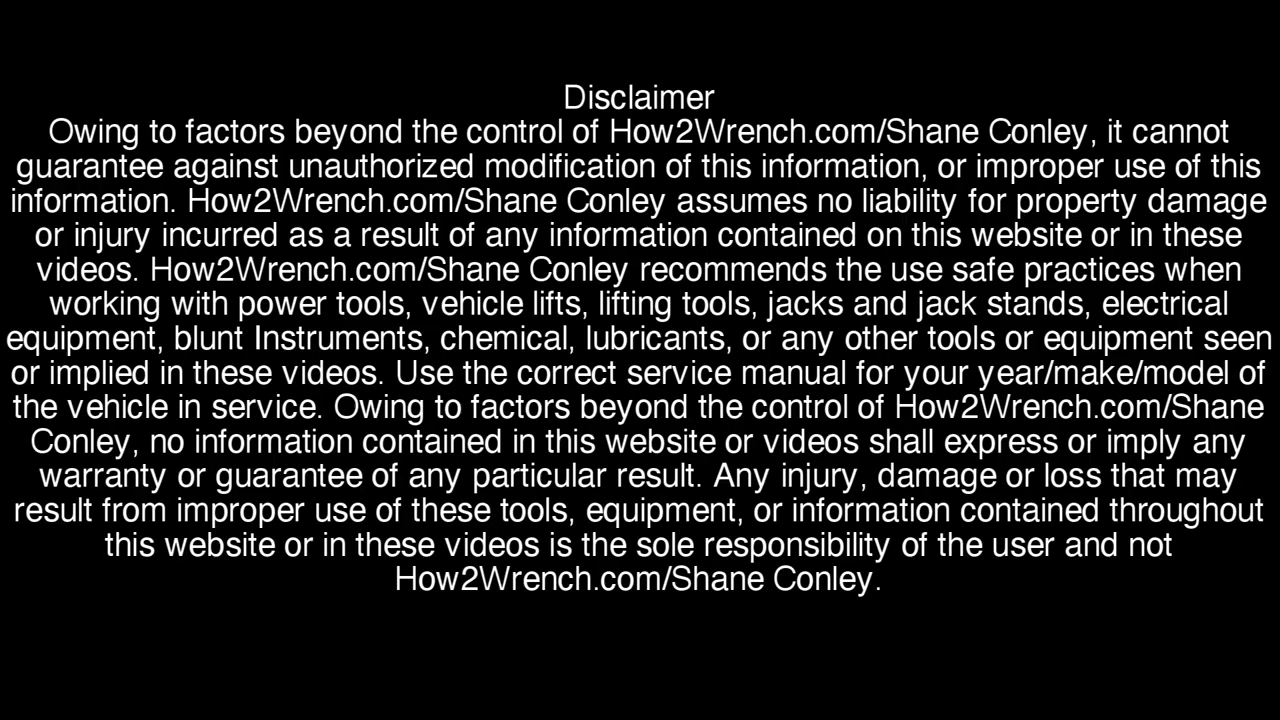 Disclaimer
Owing to factors beyond the control of How2Wrench.com/Shane Conley, it cannot
guarantee against unauthorized modification of this information, or improper use of this
information. How2Wrench.com/Shane Conley assumes no liability for property damage
or injury incurred as a result of any information contained on this website or in these
videos. How2Wrench.com/Shane Conley recommends the use safe practices when
working with power tools, vehicle lifts, lifting tools, jacks and jack stands, electrical
equipment, blunt Instruments, chemical, lubricants, or any other tools or equipment seen
or implied in these videos. Use the correct service manual for your year/make/model of
the vehicle in service. Owing to factors beyond the control of How2Wrench.com/Shane
Conley, no information contained in this website or videos shall express or imply any
warranty or guarantee of any particular result. Any injury, damage or loss that may
result from improper use of these tools, equipment, or information contained throughout
this website or in these videos is the sole responsibility of the user and not
How2Wrench.com/Shane Conley.